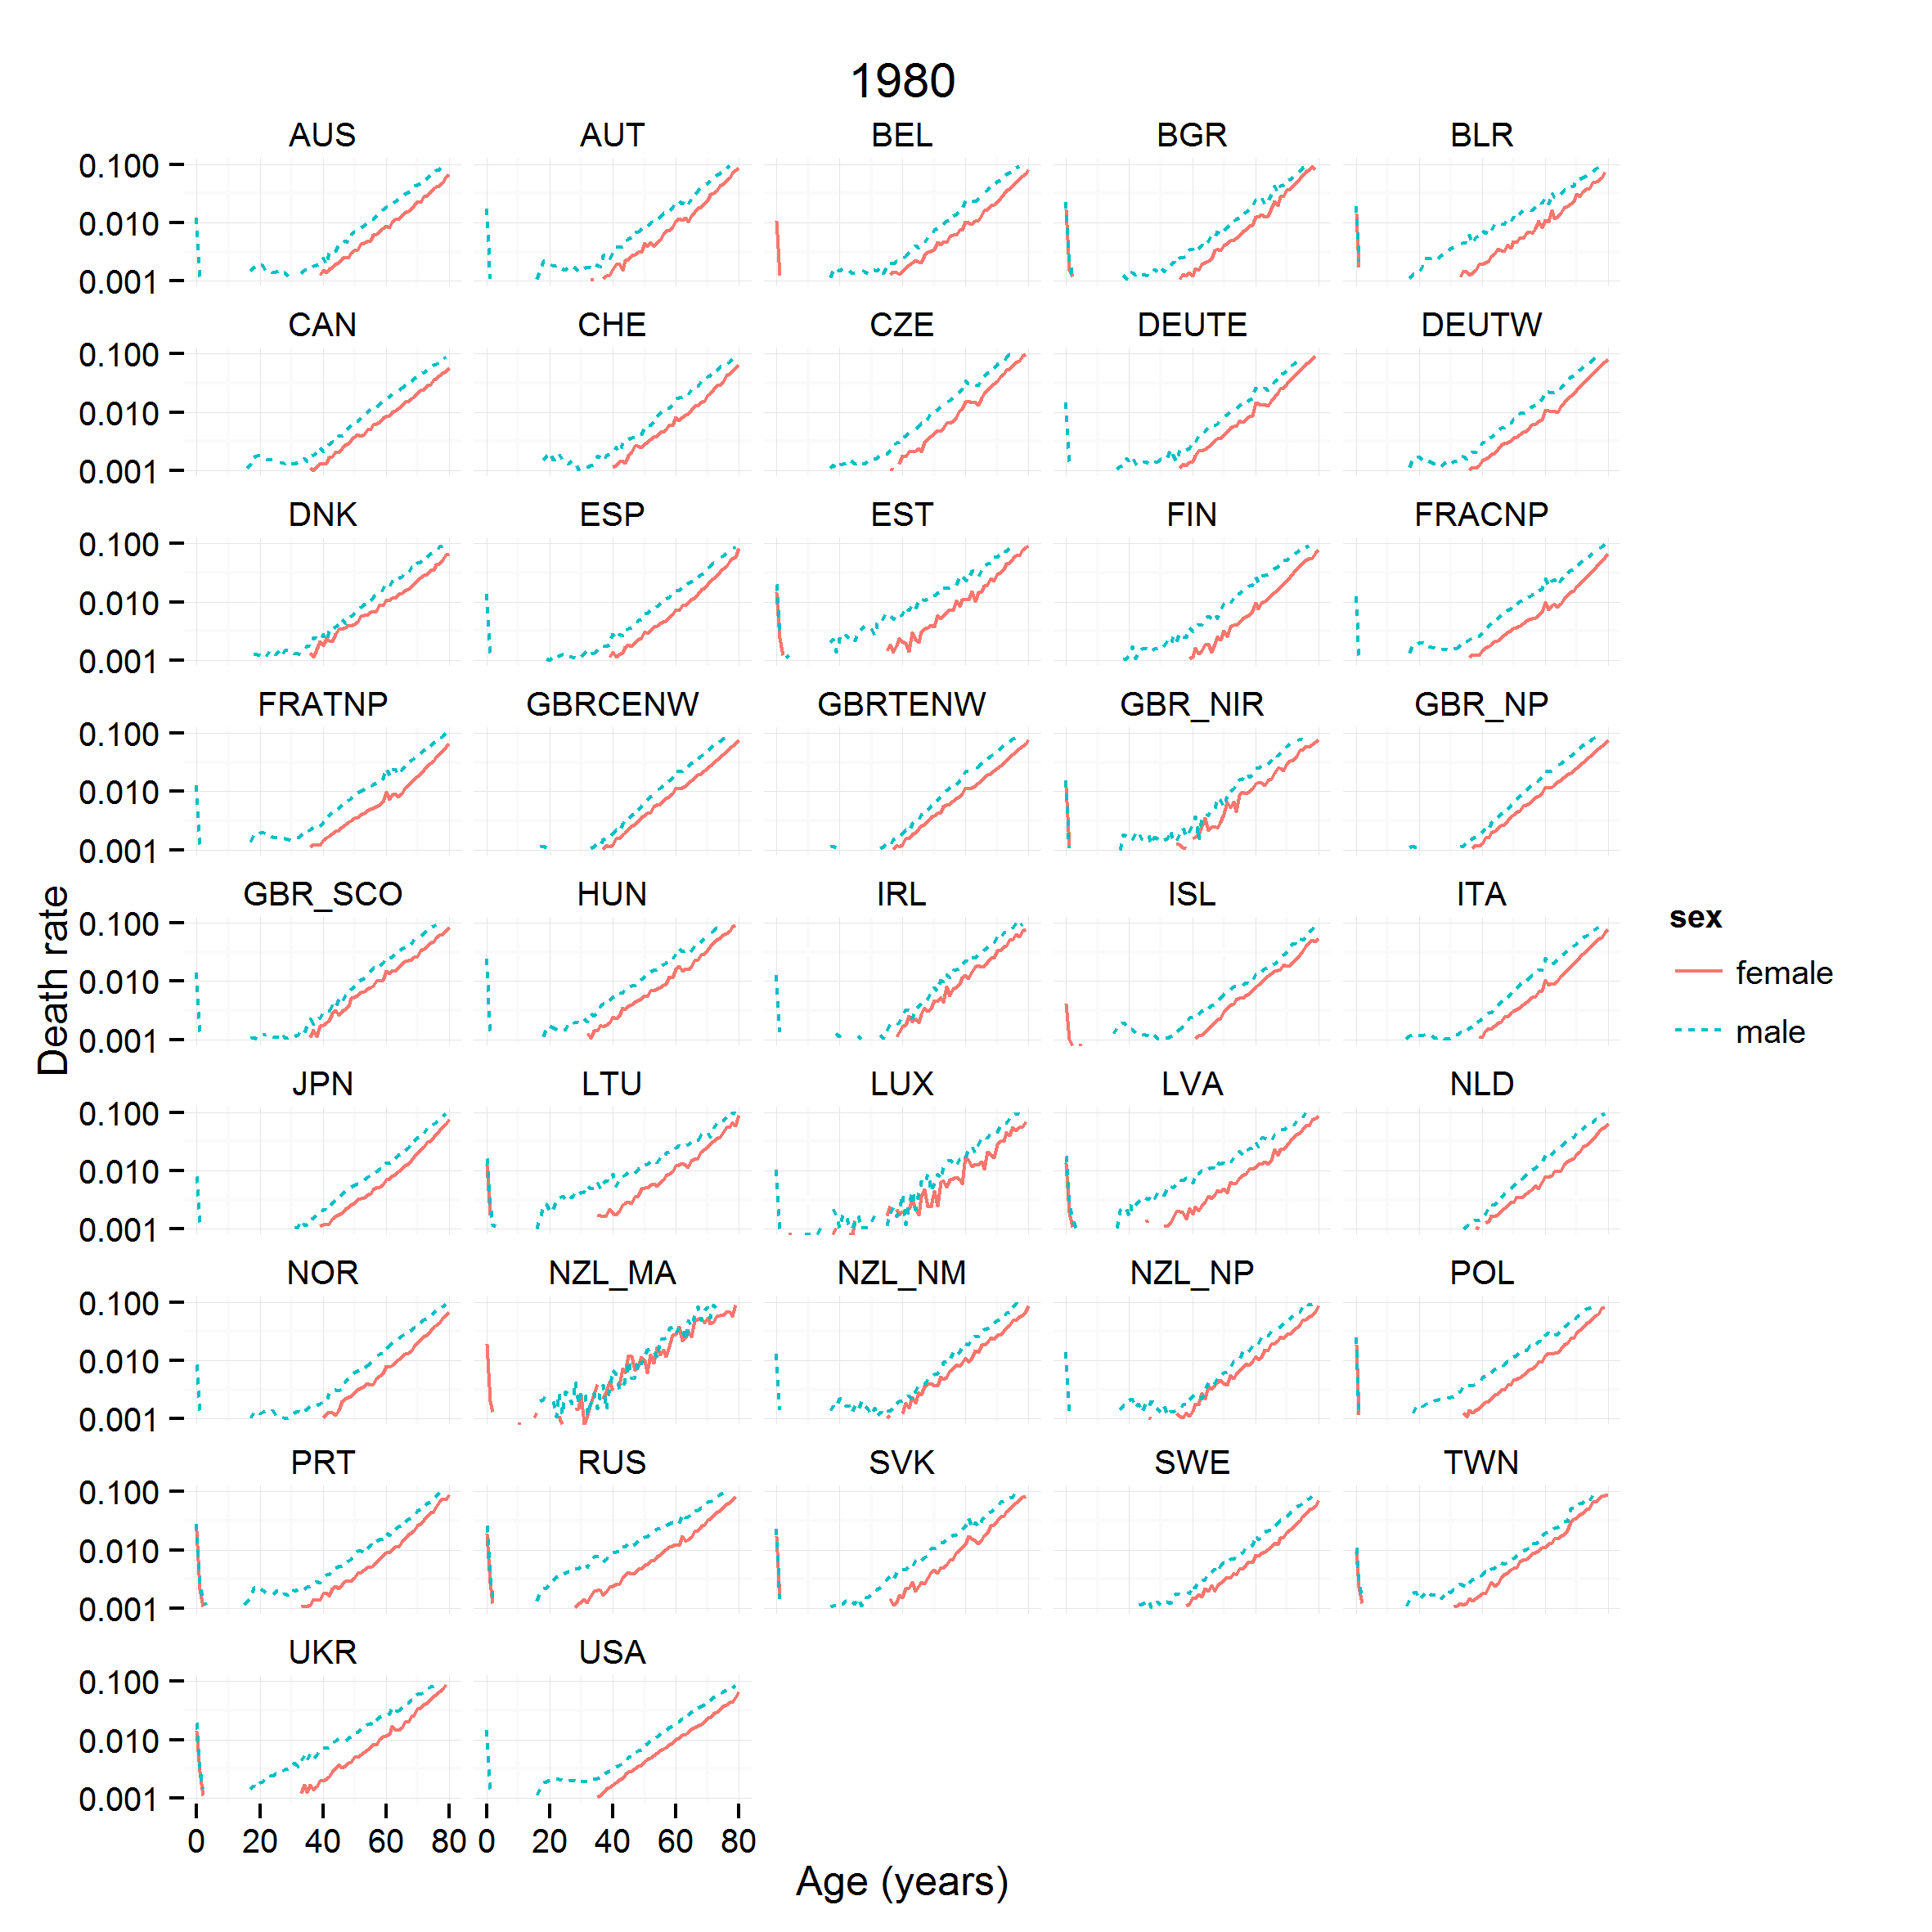 1980
AUS AUT BEL BGR BLR
0.100
0.010
0.001
CAN CHE CZE DEUTE DEUTW
0.100
0.010
0.001
DNK ESP EST FIN FRACNP
0.100
0.010
0.001
FRATNP GBRCENW GBRTENW GBR_NIR GBR_NP
0.100
0.010
0.001
GBR_SCO HUN IRL ISL ITA
0.100
0.010
0.001
Death rate
sex
female
male
JPN LTU LUX LVA NLD
0.100
0.010
0.001
NOR NZL_MA NZL_NM NZL_NP POL
0.100
0.010
0.001
PRT RUS SVK SWE TWN
0.100
0.010
0.001
UKR USA
0.100
0.010
0.001
0 20 40 60 80 0 20 40 60 80
Age (years)